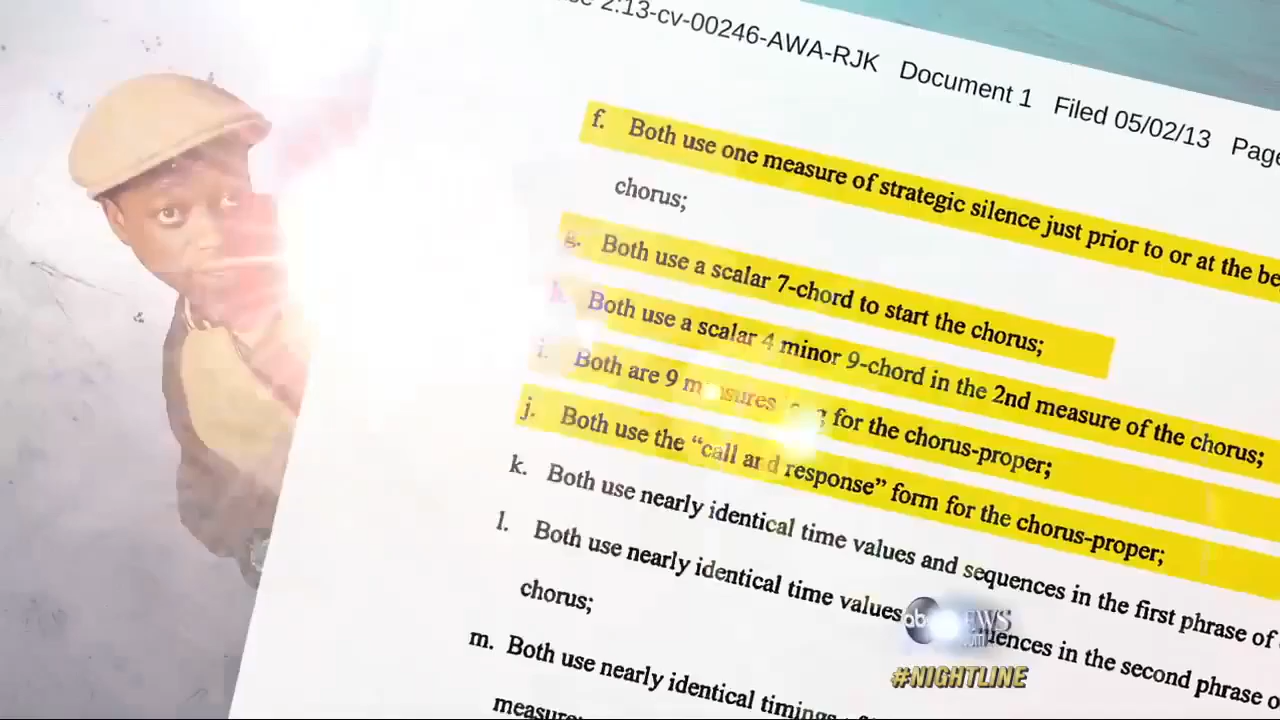 2:13-cv-00246-AWA-RJK Document 1 Filed 05/02/13 Page
f. Both use one measure of strategic silence just prior to or at the be
chorus;
g. Both use a scalar 7-chord to start the chorus;
h. Both use a scalar 4 minor 9-chord in the 2nd measure of the chorus;
i. Both are 9 measures for the chorus-proper;
j. Both use the “call and response” form for the chorus-proper;
k. Both use nearly identical time values and sequences in the first phrase of
l. Both use nearly identical time values in the second phrase o
chorus;
m. Both use nearly identical timings
abc NEWS
#NIGHTLINE